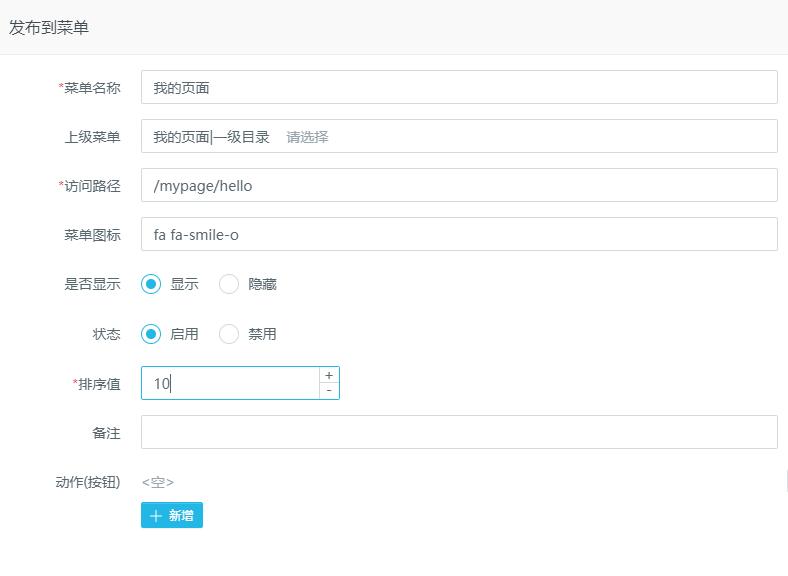 发布到菜单
*菜单名称 我的页面
上级菜单 我的页面|一级目录 请选择
*访问路径 /mypage/hello
菜单图标 fa fa-smile-o
是否显示 显示 隐藏
状态 启用 禁用
*排序值 10 + -
备注
动作(按钮) <空>
+ 新增